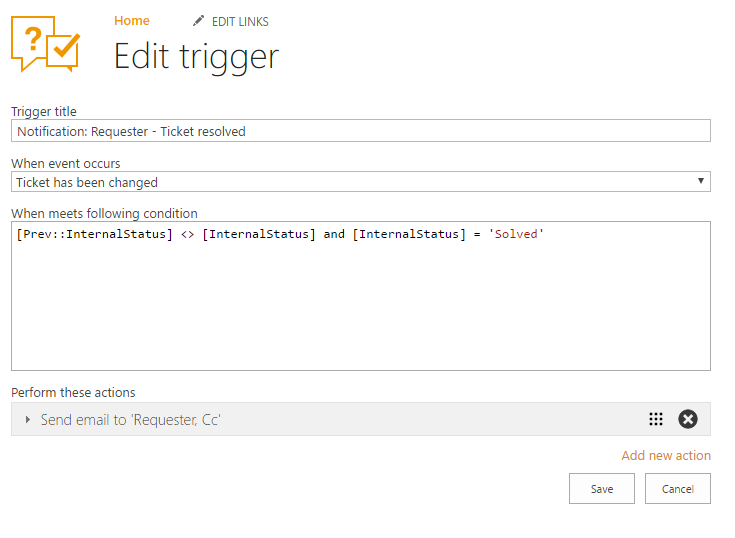 Home
EDIT LINKS
Edit trigger
Trigger title
Notification: Requester - Ticket resolved
When event occurs
Ticket has been changed
When meets following condition
[Prev::InternalStatus] <> [InternalStatus] and [InternalStatus] = 'Solved'
Perform these actions
Send email to 'Requester, Cc'
Add new action
Save
Cancel